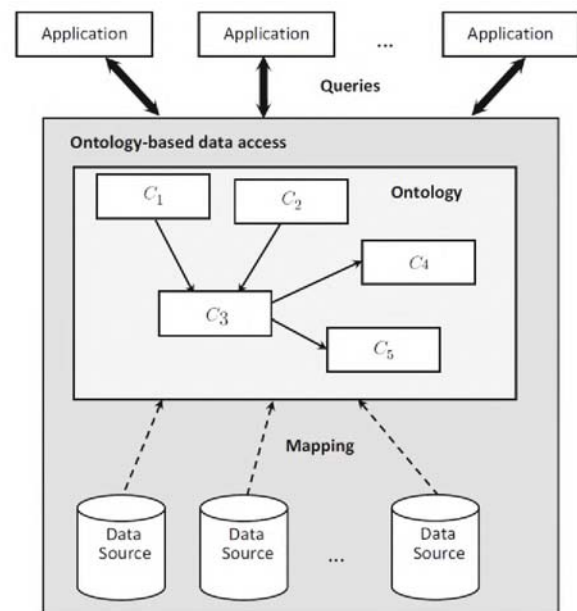 Application
Application
...
Application
Queries
Ontology-based data access
C1
C2
Ontology
C4
C3
C5
Mapping
Data
Source
Data
Source
...
Data
Source